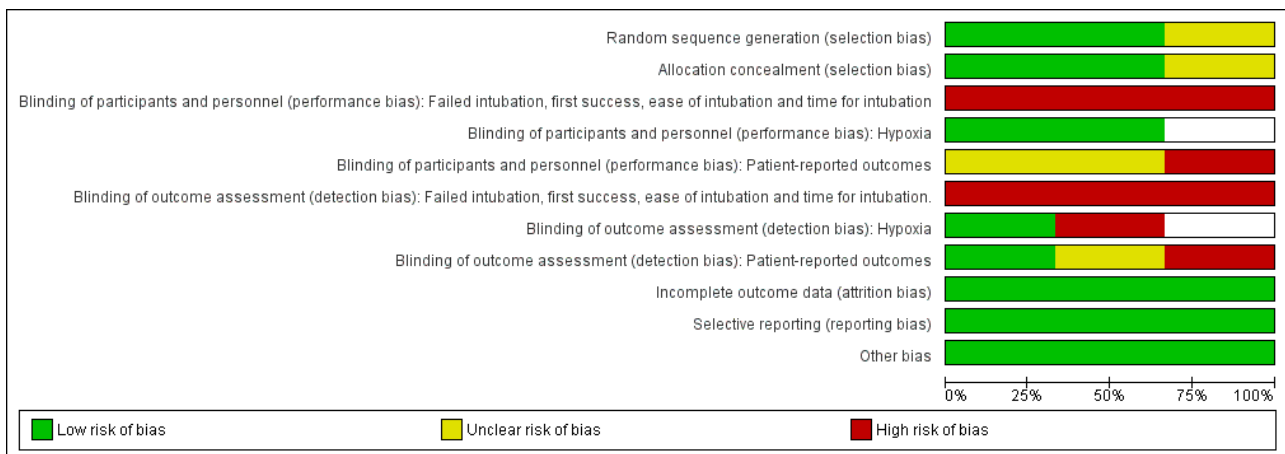 Random sequence generation (selection bias)
Allocation concealment (selection bias)
Blinding of participants and personnel (performance bias): Failed intubation, first success, ease of intubation and time for intubation
Blinding of participants and personnel (performance bias): Hypoxia
Blinding of participants and personnel (performance bias): Patient-reported outcomes
Blinding of outcome assessment (detection bias): Failed intubation, first success, ease of intubation and time for intubation.
Blinding of outcome assessment (detection bias): Hypoxia
Blinding of outcome assessment (detection bias): Patient-reported outcomes
Incomplete outcome data (attrition bias)
Selective reporting (reporting bias)
Other bias
0% 25% 50% 75% 100%
Low risk of bias Unclear risk of bias High risk of bias